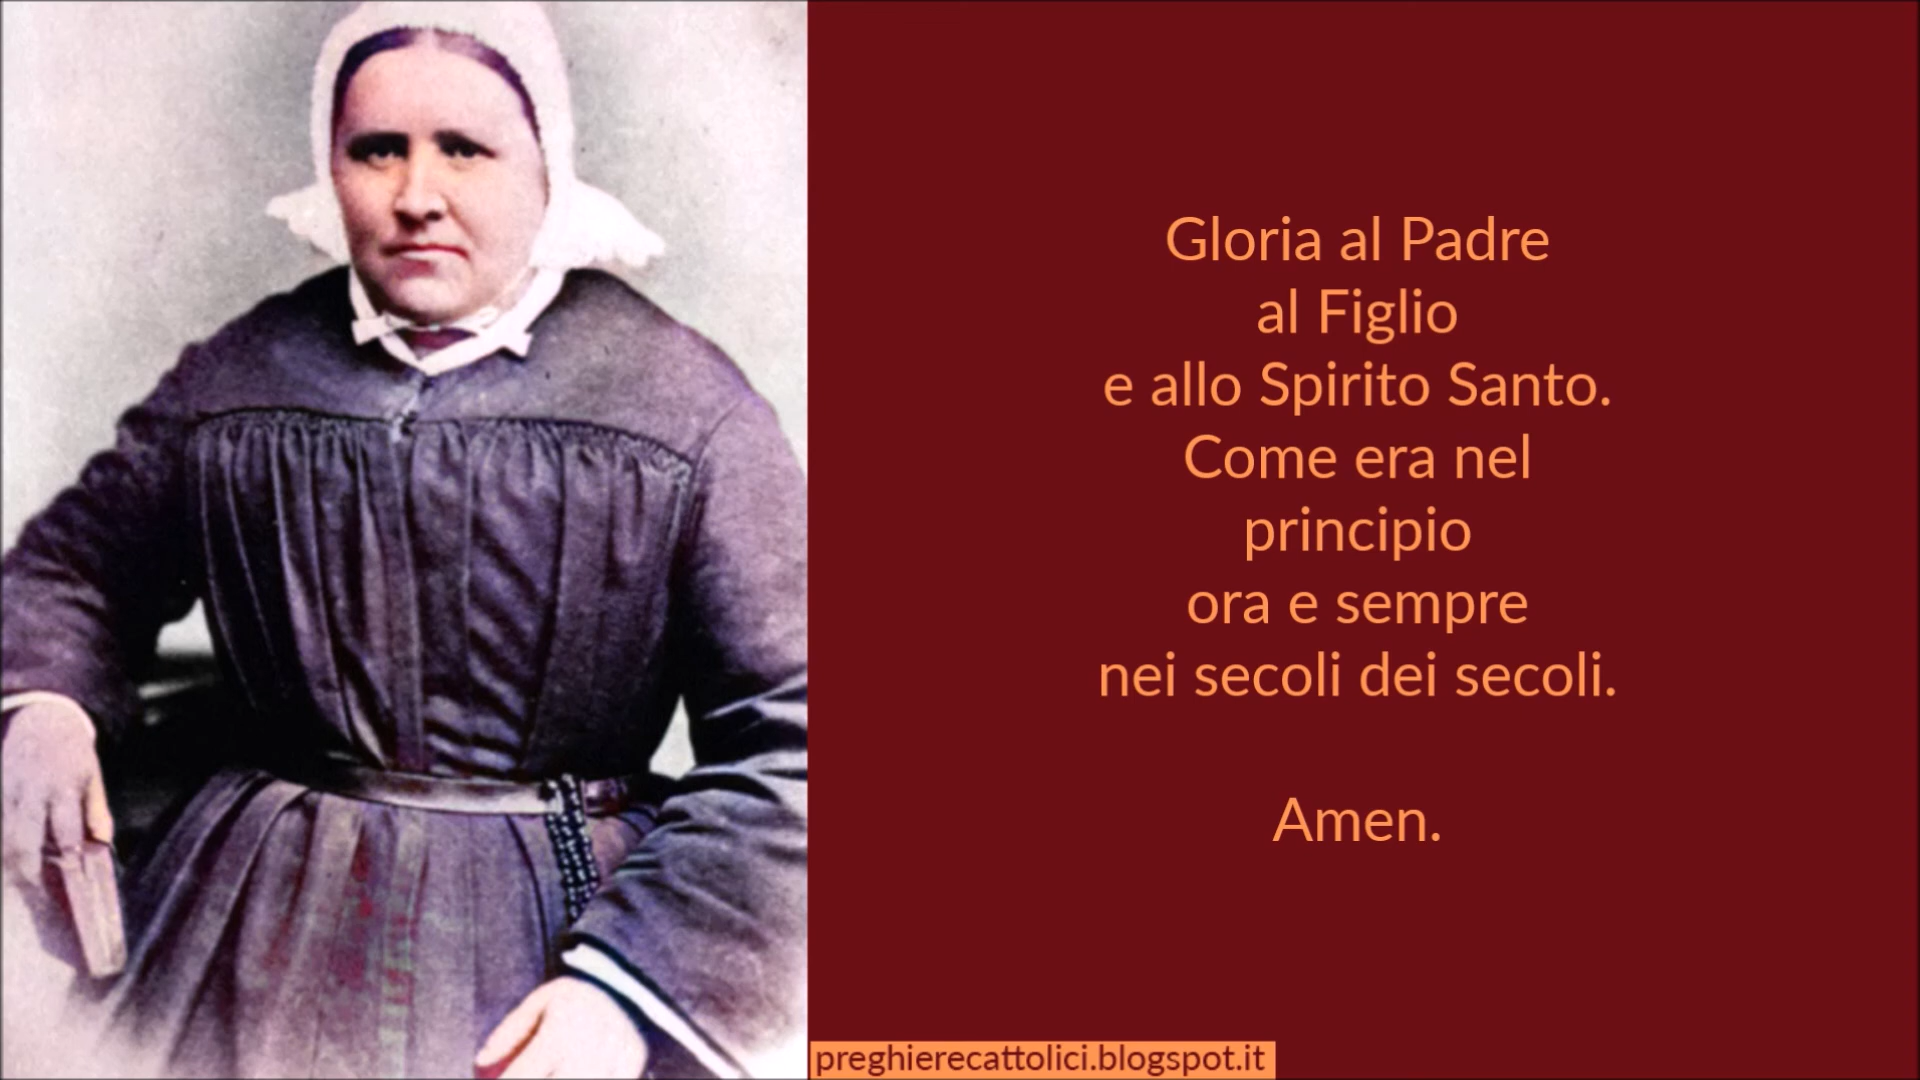 Gloria al Padre
al Figlio
e allo Spirito Santo.
Come era nel
principio
ora e sempre
nei secoli dei secoli.
Amen.
preghierecattolici.blogspot.it